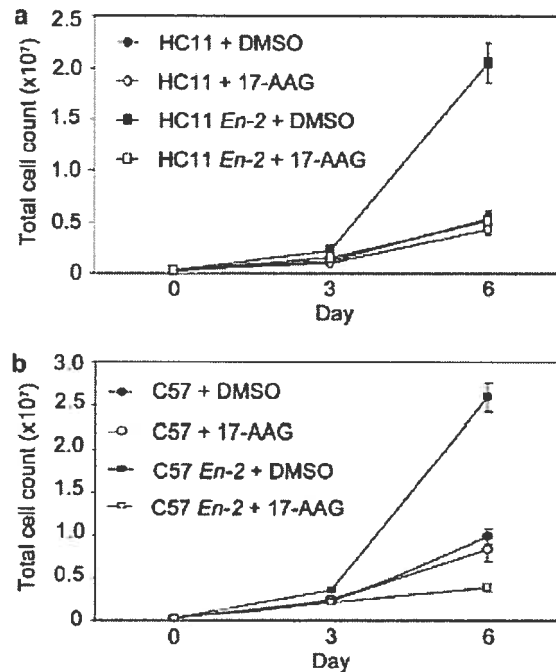 a
Total cell count (x10⁷)
2.5
2.0
1.5
1.0
0.5
0
HC11 + DMSO
HC11 + 17-AAG
HC11 En-2 + DMSO
HC11 En-2 + 17-AAG
0 3 6
Day
b
Total cell count (x10⁷)
3.0
2.5
2.0
1.5
1.0
0.5
0
C57 + DMSO
C57 + 17-AAG
C57 En-2 + DMSO
C57 En-2 + 17-AAG
0 3 6
Day